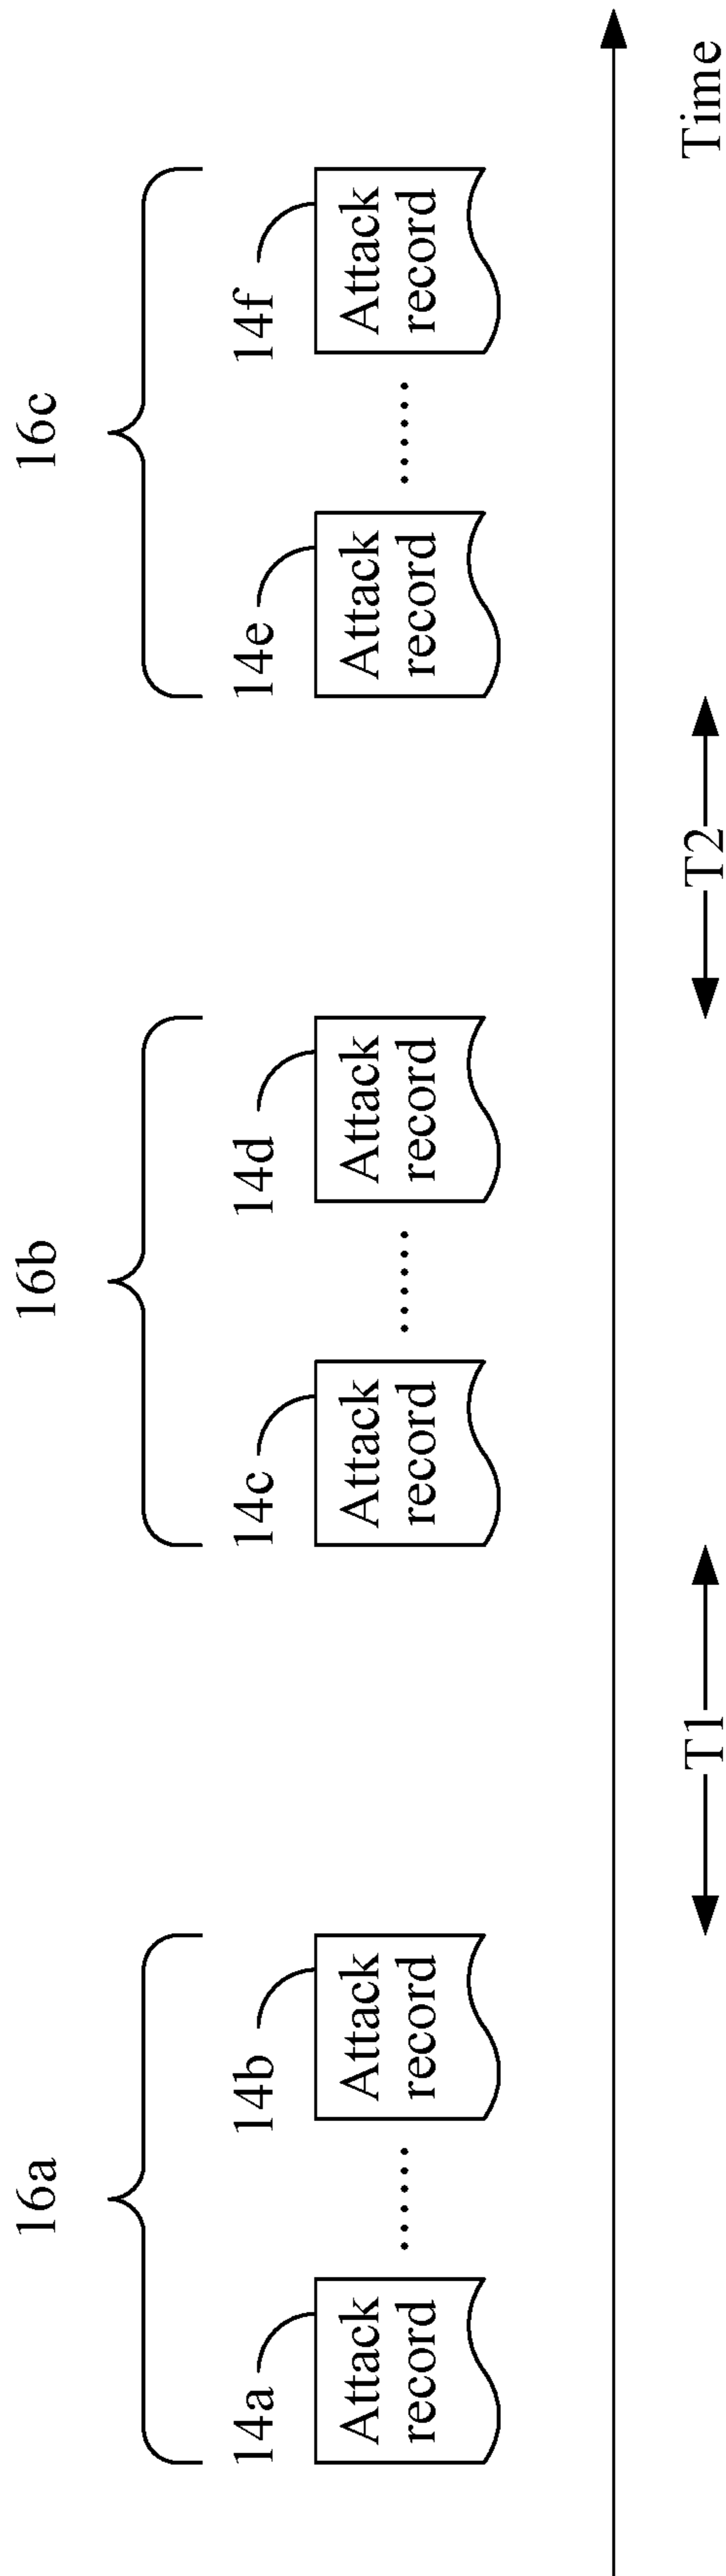 16a
16b
16c
14a
14b
14c
14d
14e
14f
Attack
record
......
Attack
record
Attack
record
......
Attack
record
Attack
record
......
Attack
record
Time
T1
T2